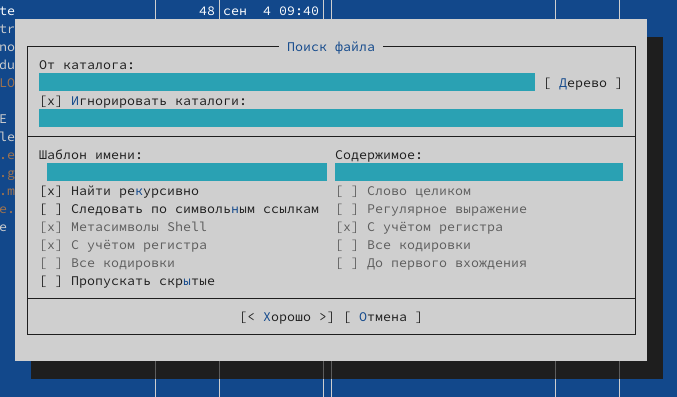 te 48 сен 4 09:40
tr
no Поиск файла
du От каталога:
LO [ Дерево ]
[x] Игнорировать каталоги:
E
le
.e Шаблон имени: Содержимое:
.g
.m [x] Найти рекурсивно [ ] Слово целиком
e. [ ] Следовать по символьным ссылкам [ ] Регулярное выражение
e [x] Метасимволы Shell [x] С учётом регистра
[x] С учётом регистра [ ] Все кодировки
[ ] Все кодировки [ ] До первого вхождения
[ ] Пропускать скрытые
[< Хорошо >] [ Отмена ]